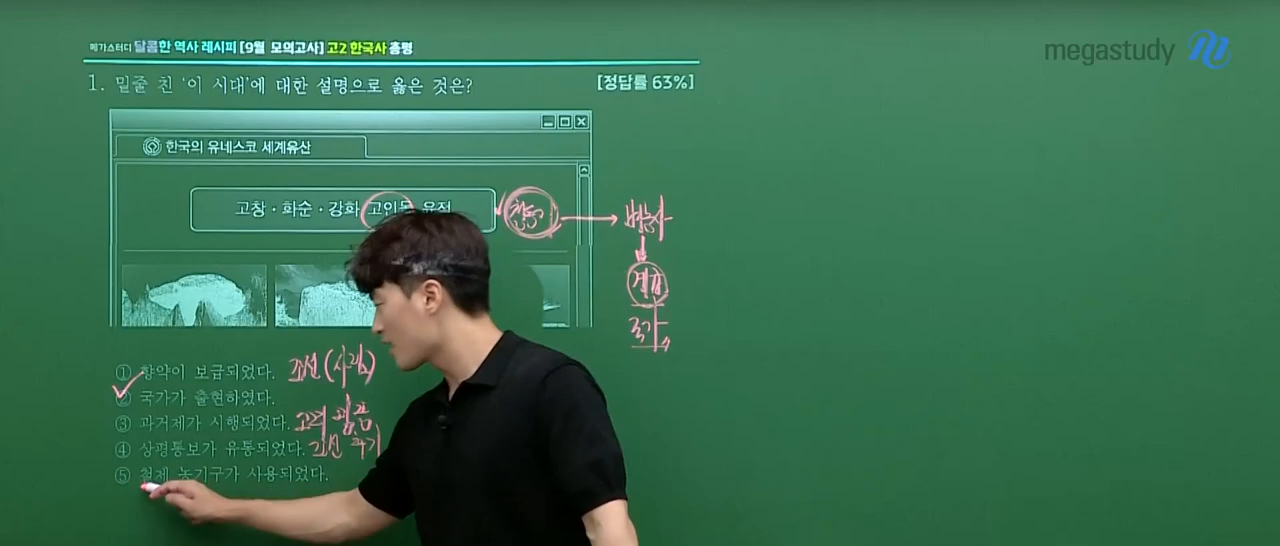 메가스터디 달콤한 역사 레시피 [9월 모의고사] 고2 한국사 총평
megastudy
1. 밑줄 친 '이 시대'에 대한 설명으로 옳은 것은?
[정답률 63%]
한국의 유네스코 세계유산
고창·화순·강화 고인돌 유적
청동기
벼농사
계급
국가
① 향약이 보급되었다. 조선(사림)
② 국가가 출현하였다.
③ 과거제가 시행되었다. 고려 광종
④ 상평통보가 유통되었다. 조선 후기
⑤ 철제 농기구가 사용되었다.